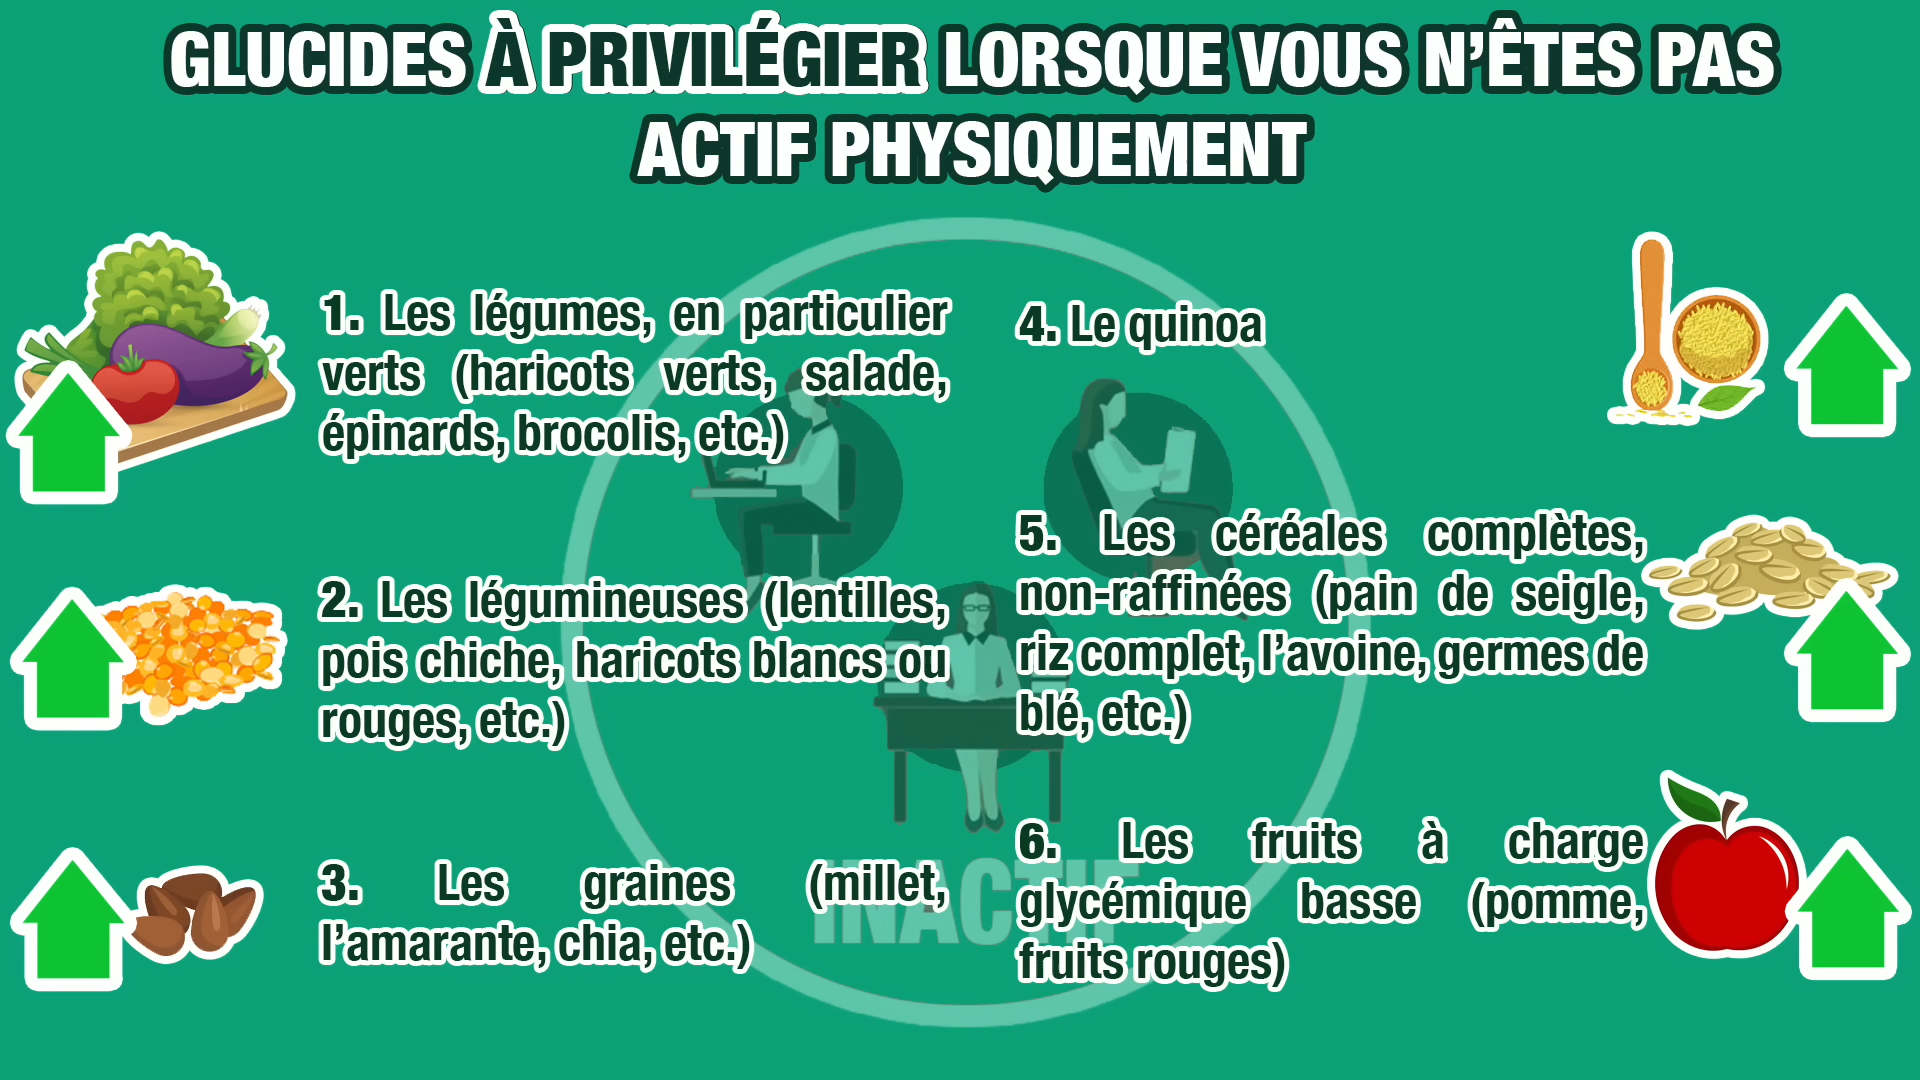 GLUCIDES À PRIVILÉGIER LORSQUE VOUS N'ÊTES PAS
ACTIF PHYSIQUEMENT
1. Les légumes, en particulier
verts (haricots verts, salade,
épinards, brocolis, etc.)
2. Les légumineuses (lentilles,
pois chiche, haricots blancs ou
rouges, etc.)
3. Les graines (millet,
l'amarante, chia, etc.)
4. Le quinoa
5. Les céréales complètes,
non-raffinées (pain de seigle,
riz complet, l'avoine, germes de
blé, etc.)
6. Les fruits à charge
glycémique basse (pomme,
fruits rouges)
INACTIF